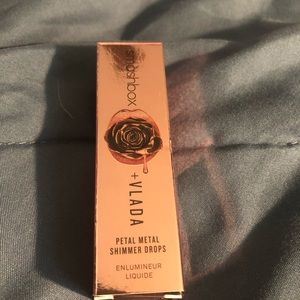 smashbox
+ VLADA
PETAL METAL
SHIMMER DROPS
ENLUMINEUR
LIQUIDE